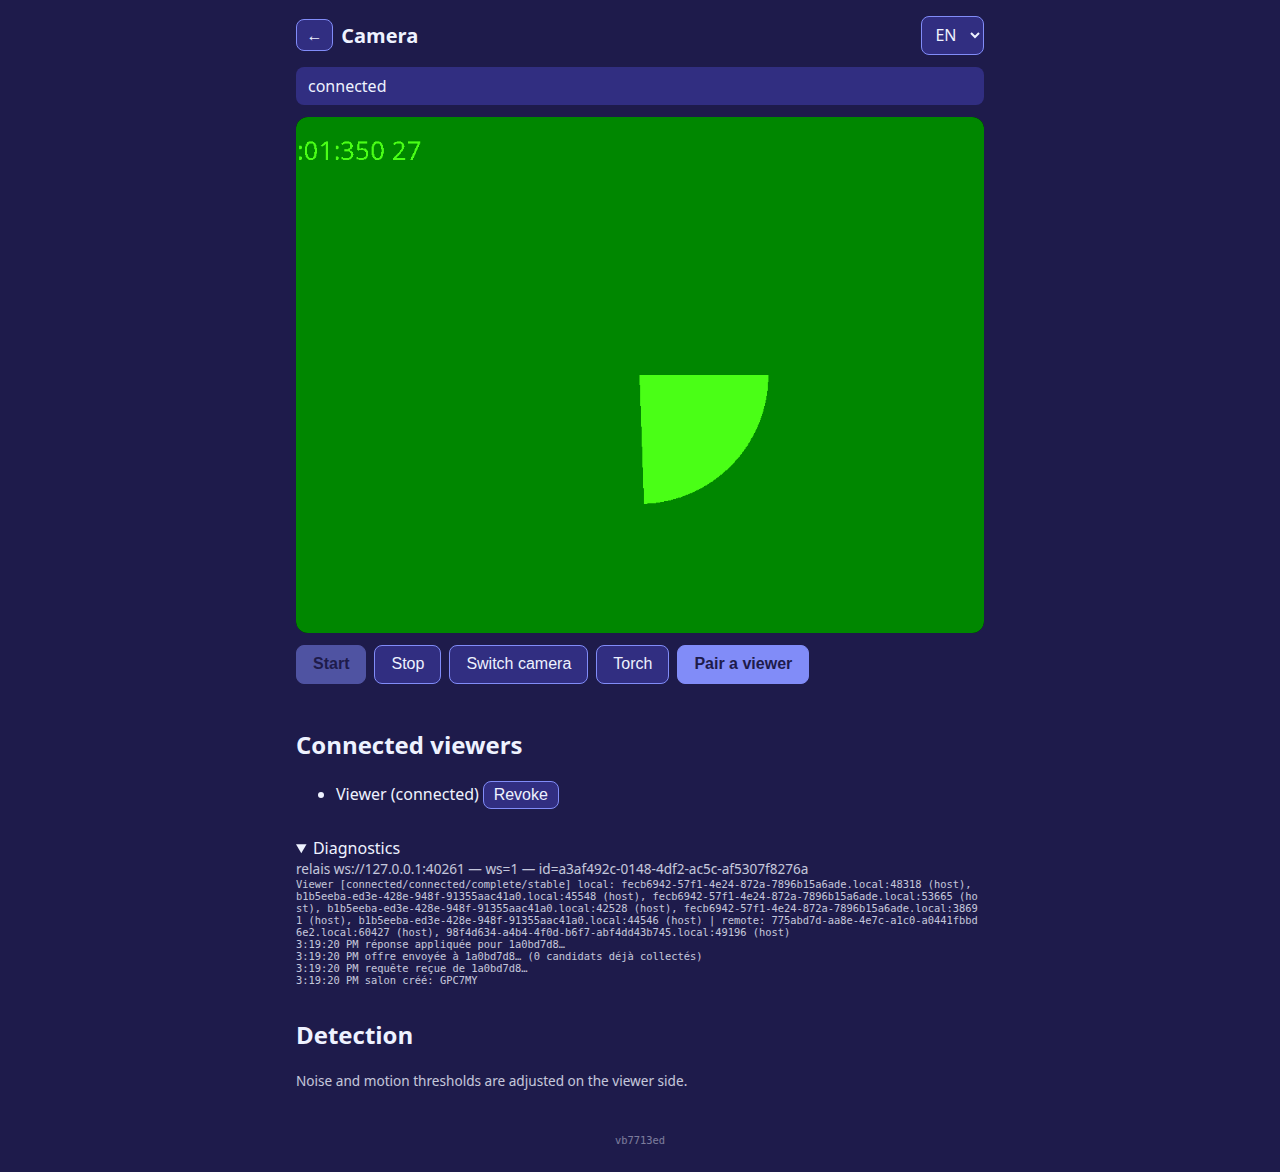 ← Camera EN
connected
:01:350 27
Start Stop Switch camera Torch Pair a viewer
Connected viewers
Viewer (connected) Revoke
Diagnostics
relais ws://127.0.0.1:40261 — ws=1 — id=a3af492c-0148-4df2-ac5c-af5307f8276a
Viewer [connected/connected/complete/stable] local: fecb6942-57f1-4e24-872a-7896b15a6ade.local:48318 (host),
b1b5eeba-ed3e-428e-948f-91355aac41a0.local:45548 (host), fecb6942-57f1-4e24-872a-7896b15a6ade.local:53665 (ho
st), b1b5eeba-ed3e-428e-948f-91355aac41a0.local:42528 (host), fecb6942-57f1-4e24-872a-7896b15a6ade.local:3869
1 (host), b1b5eeba-ed3e-428e-948f-91355aac41a0.local:44546 (host) | remote: 775abd7d-aa8e-4e7c-a1c0-a0441fbbd
6e2.local:60427 (host), 98f4d634-a4b4-4f0d-b6f7-abf4dd43b745.local:49196 (host)
3:19:20 PM réponse appliquée pour 1a0bd7d8…
3:19:20 PM offre envoyée à 1a0bd7d8… (0 candidats déjà collectés)
3:19:20 PM requête reçue de 1a0bd7d8…
3:19:20 PM salon créé: GPC7MY
Detection
Noise and motion thresholds are adjusted on the viewer side.
vb7713ed